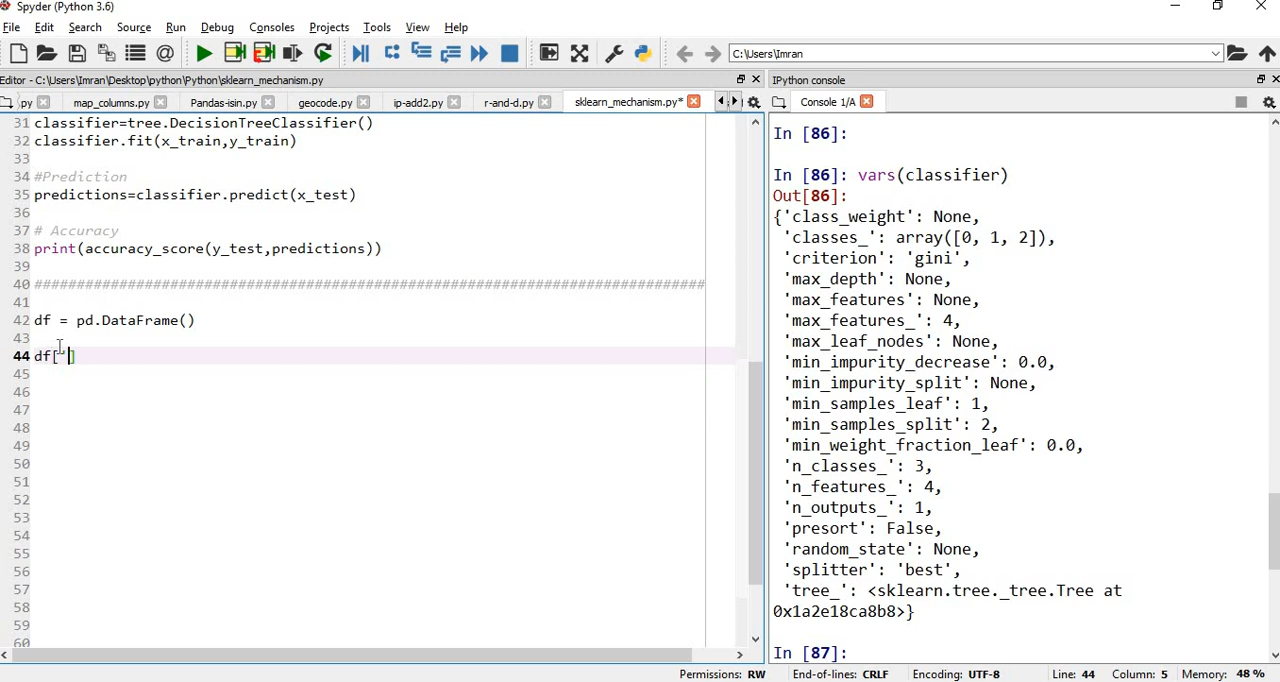 Spyder (Python 3.6)
File Edit Search Source Run Debug Consoles Projects Tools View Help
C:\Users\Imran
Editor - C:\Users\Imran\Desktop\python\Python\sklearn_mechanism.py
IPython console
py map_columns.py Pandas-isin.py geocode.py ip-add2.py r-and-d.py sklearn_mechanism.py*
Console 1/A
31 classifier=tree.DecisionTreeClassifier()
32 classifier.fit(x_train,y_train)
33
34 #Prediction
35 predictions=classifier.predict(x_test)
36
37 # Accuracy
38 print(accuracy_score(y_test,predictions))
39
40 ###############################################################################
41
42 df = pd.DataFrame()
43
44 df['']
45
46
47
48
49
50
51
52
53
54
55
56
57
58
59
60
In [86]:
In [86]: vars(classifier)
Out[86]:
{'class_weight': None,
'classes_': array([0, 1, 2]),
'criterion': 'gini',
'max_depth': None,
'max_features': None,
'max_features_': 4,
'max_leaf_nodes': None,
'min_impurity_decrease': 0.0,
'min_impurity_split': None,
'min_samples_leaf': 1,
'min_samples_split': 2,
'min_weight_fraction_leaf': 0.0,
'n_classes_': 3,
'n_features_': 4,
'n_outputs_': 1,
'presort': False,
'random_state': None,
'splitter': 'best',
'tree_': <sklearn.tree._tree.Tree at
0x1a2e18ca8b8>}
In [87]:
Permissions: RW End-of-lines: CRLF Encoding: UTF-8 Line: 44 Column: 5 Memory: 48 %